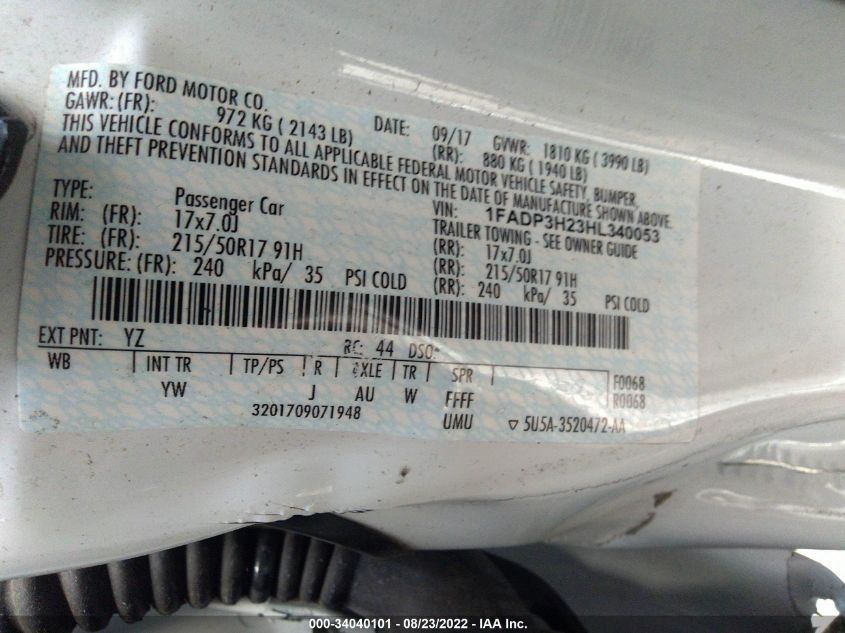 MFD. BY FORD MOTOR CO.
DATE: 09/17 GVWR: 1810 KG ( 3990 LB)
GAWR: (FR): 972 KG ( 2143 LB) (RR): 880 KG ( 1940 LB)
THIS VEHICLE CONFORMS TO ALL APPLICABLE FEDERAL MOTOR VEHICLE SAFETY, BUMPER,
AND THEFT PREVENTION STANDARDS IN EFFECT ON THE DATE OF MANUFACTURE SHOWN ABOVE.
VIN: 1FADP3H23HL340053
TYPE: Passenger Car TRAILER TOWING - SEE OWNER GUIDE
RIM: (FR): 17x7.0J (RR): 17x7.0J
TIRE: (FR): 215/50R17 91H (RR): 215/50R17 91H
PRESSURE: (FR): 240 kPa/ 35 PSI COLD (RR): 240 kPa/ 35 PSI COLD
EXT PNT: YZ RC: 44 DSO:
WB INT TR TP/PS R AXLE TR SPR F0068
YW J AU W FFFF R0068
3201709071948 UMU ▽ 5U5A-3520472-AA
000-34040101 - 08/23/2022 - IAA Inc.